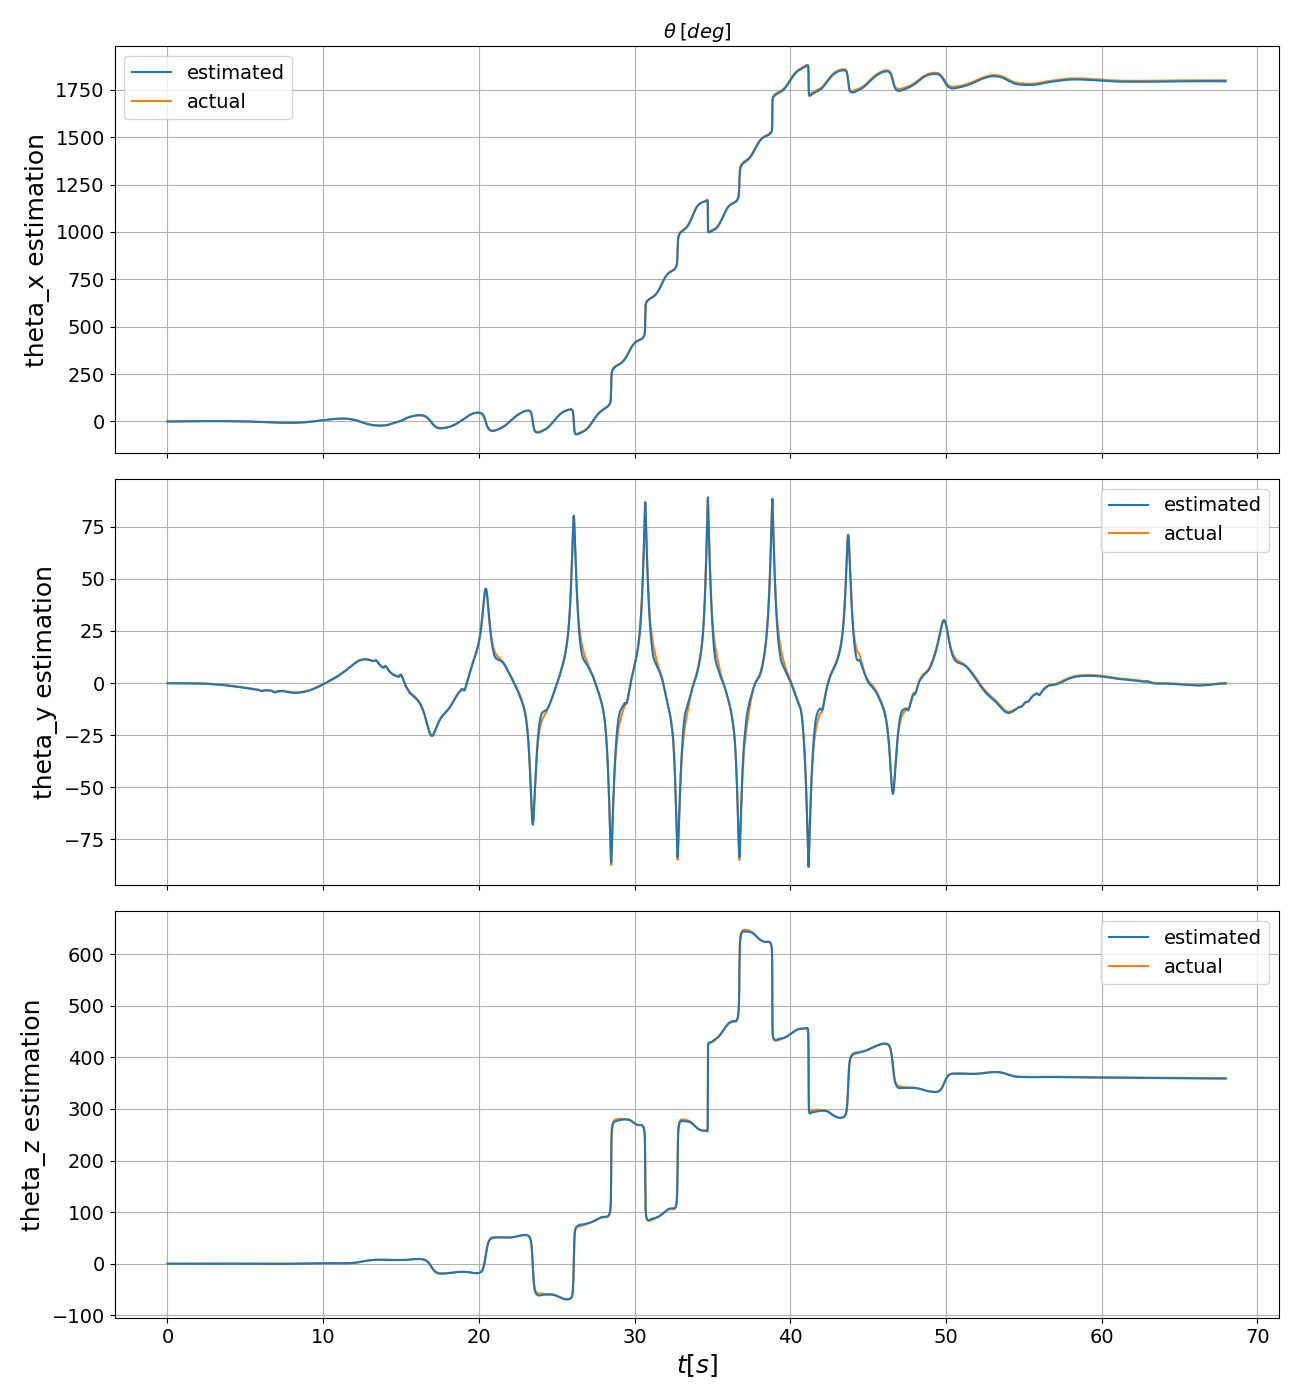 θ [deg]
estimated
actual
theta_x estimation
1750
1500
1250
1000
750
500
250
0
estimated
actual
theta_y estimation
75
50
25
0
−25
−50
−75
estimated
actual
theta_z estimation
600
500
400
300
200
100
0
−100
0 10 20 30 40 50 60 70
t[s]